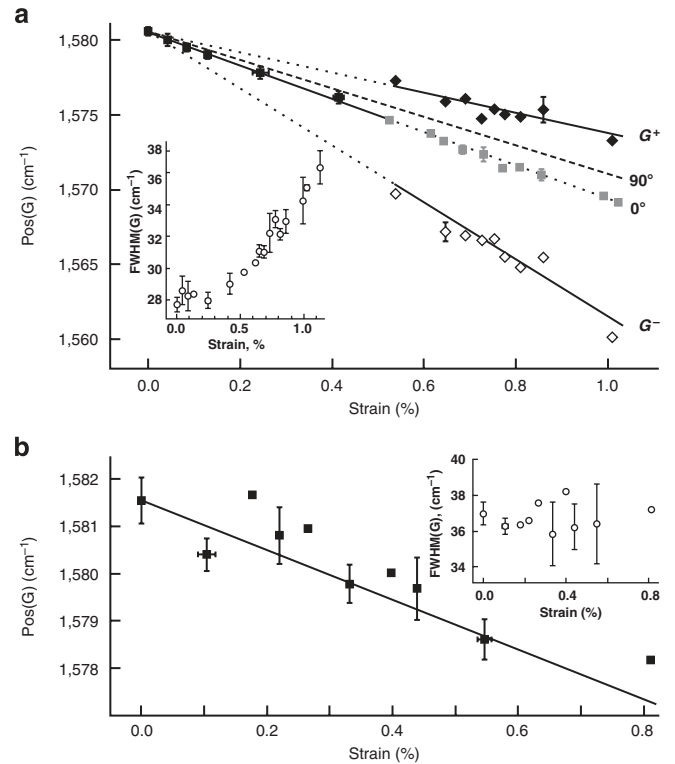 a
1,580
1,575
1,570
1,565
1,560
Pos(G) (cm⁻¹)
0.0 0.2 0.4 0.6 0.8 1.0
Strain (%)
G⁺
90°
0°
G⁻
38
36
34
32
30
28
FWHM(G) (cm⁻¹)
0.0 0.5 1.0
Strain, %
b
1,582
1,581
1,580
1,579
1,578
Pos(G) (cm⁻¹)
0.0 0.2 0.4 0.6 0.8
Strain (%)
40
38
36
34
FWHM(G), (cm⁻¹)
0.0 0.4 0.8
Strain (%)